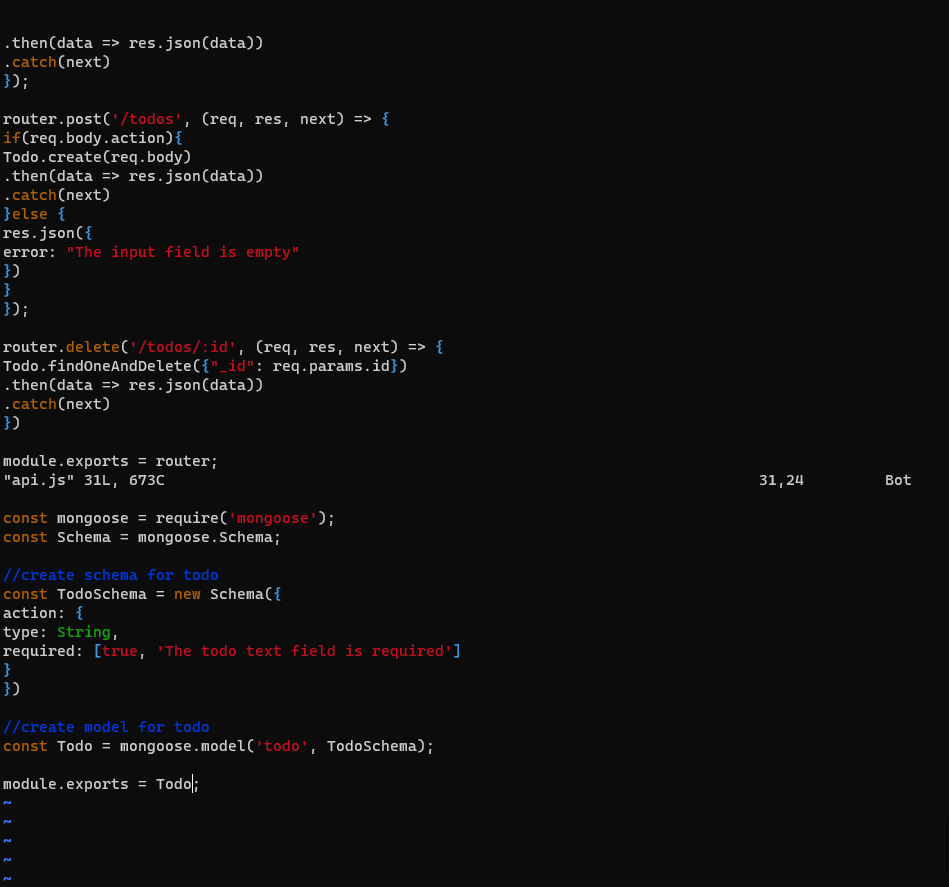 .then(data => res.json(data))
.catch(next)
});
router.post('/todos', (req, res, next) => {
if(req.body.action){
Todo.create(req.body)
.then(data => res.json(data))
.catch(next)
}else {
res.json({
error: "The input field is empty"
})
}
});
router.delete('/todos/:id', (req, res, next) => {
Todo.findOneAndDelete({"_id": req.params.id})
.then(data => res.json(data))
.catch(next)
})
module.exports = router;
"api.js" 31L, 673C 31,24 Bot
const mongoose = require('mongoose');
const Schema = mongoose.Schema;
//create schema for todo
const TodoSchema = new Schema({
action: {
type: String,
required: [true, 'The todo text field is required']
}
})
//create model for todo
const Todo = mongoose.model('todo', TodoSchema);
module.exports = Todo;
~
~
~
~
~